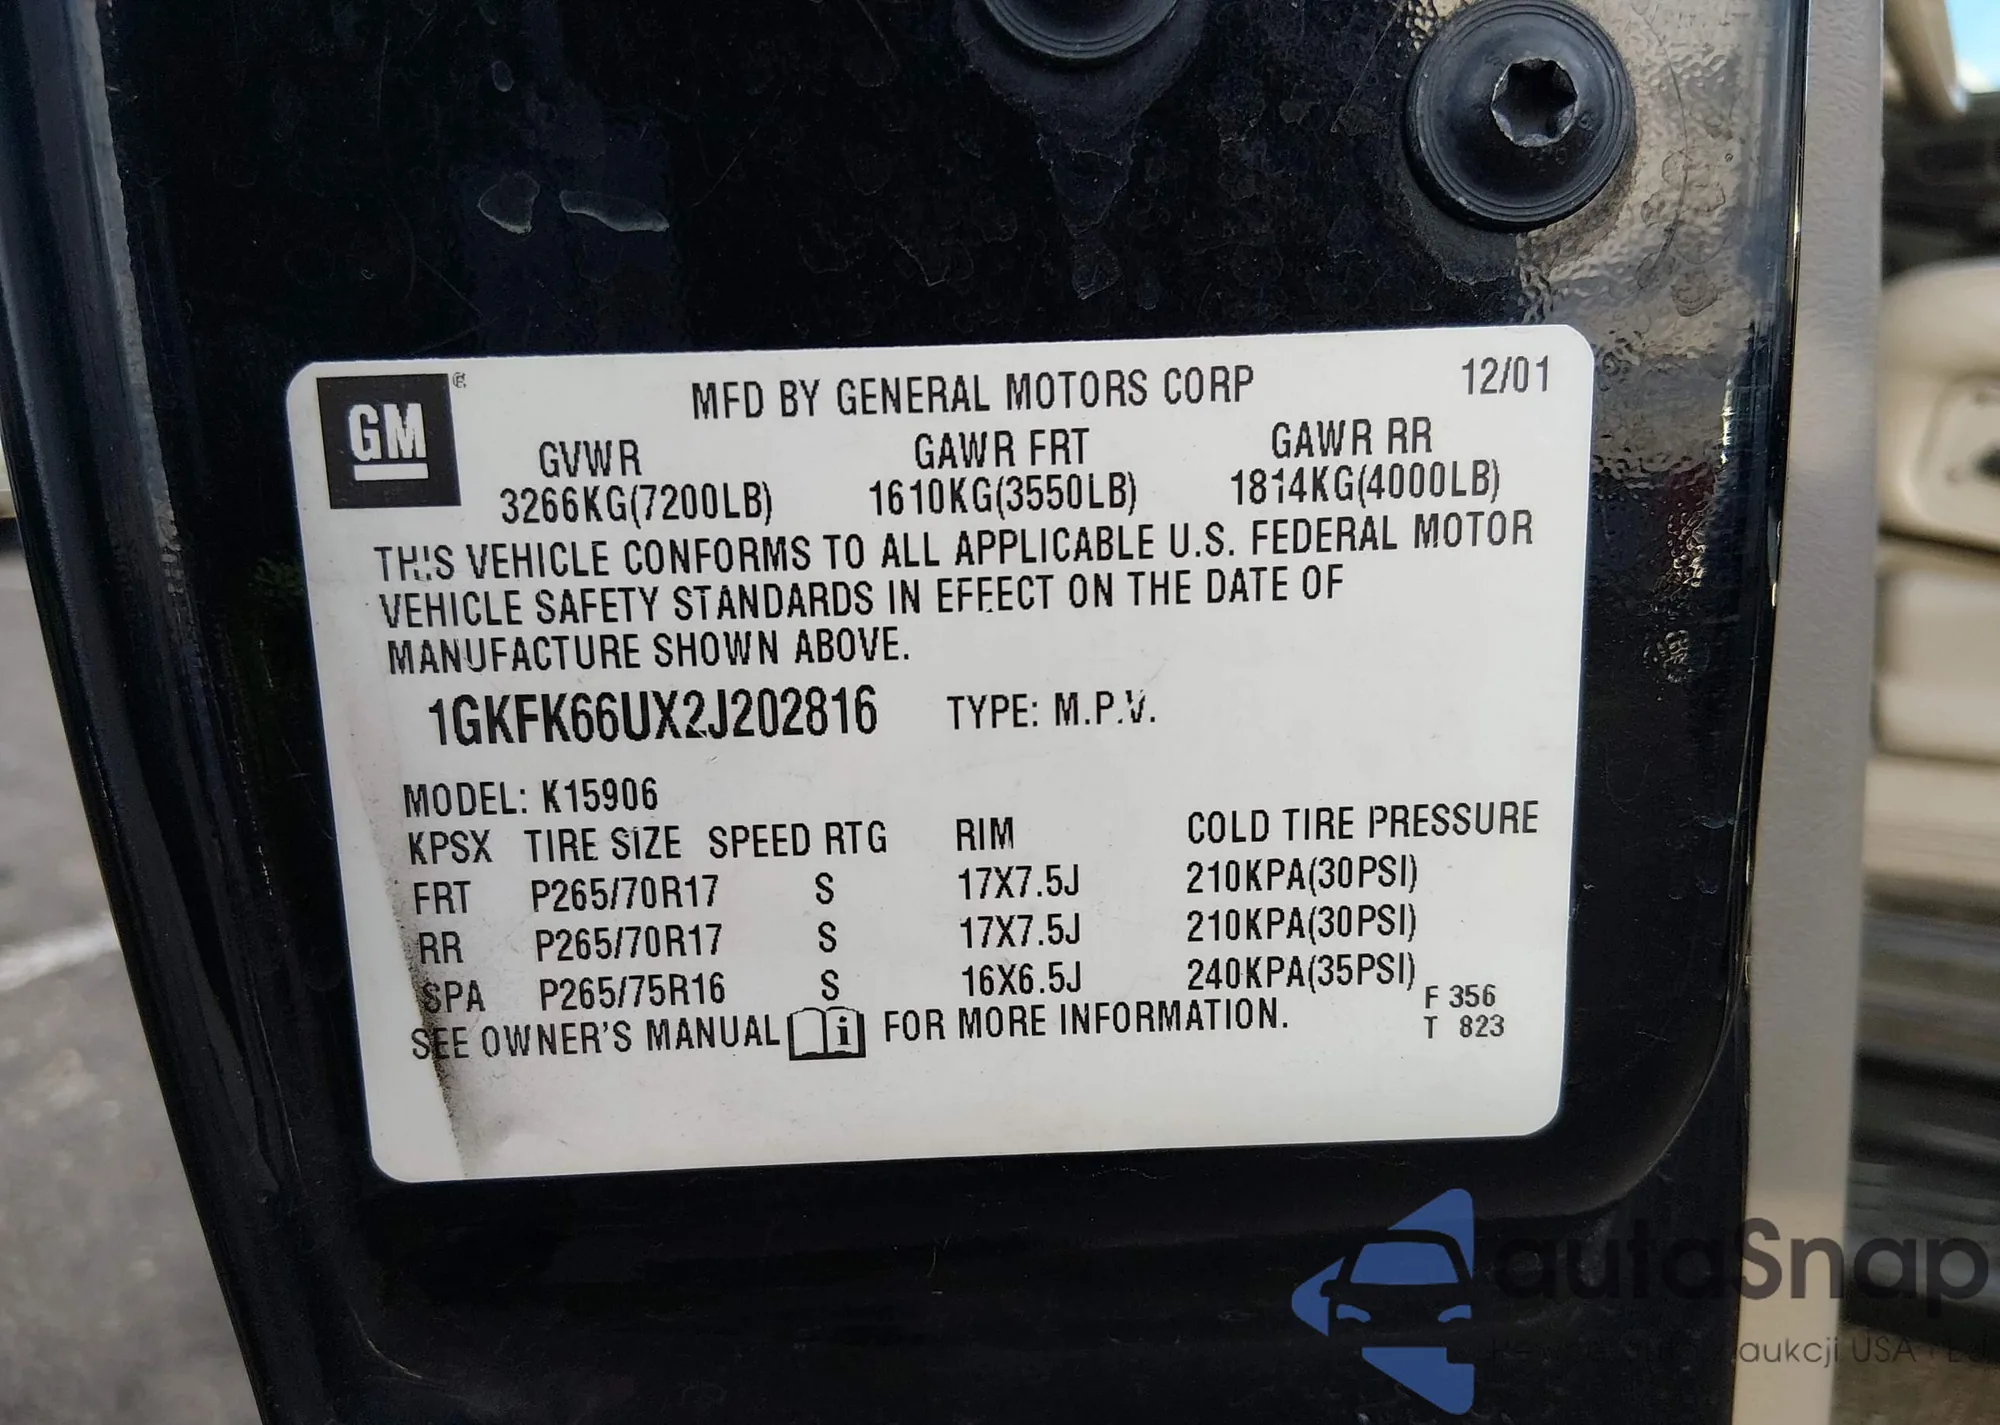 GM ®
MFD BY GENERAL MOTORS CORP 12/01
GVWR GAWR FRT GAWR RR
3266KG(7200LB) 1610KG(3550LB) 1814KG(4000LB)
THIS VEHICLE CONFORMS TO ALL APPLICABLE U.S. FEDERAL MOTOR
VEHICLE SAFETY STANDARDS IN EFFECT ON THE DATE OF
MANUFACTURE SHOWN ABOVE.
1GKFK66UX2J202816 TYPE: M.P.V.
MODEL: K15906
KPSX TIRE SIZE SPEED RTG RIM COLD TIRE PRESSURE
FRT P265/70R17 S 17X7.5J 210KPA(30PSI)
RR P265/70R17 S 17X7.5J 210KPA(30PSI)
SPA P265/75R16 S 16X6.5J 240KPA(35PSI)
F 356
SEE OWNER'S MANUAL FOR MORE INFORMATION.
T 823
autaSnap
aukcji USA